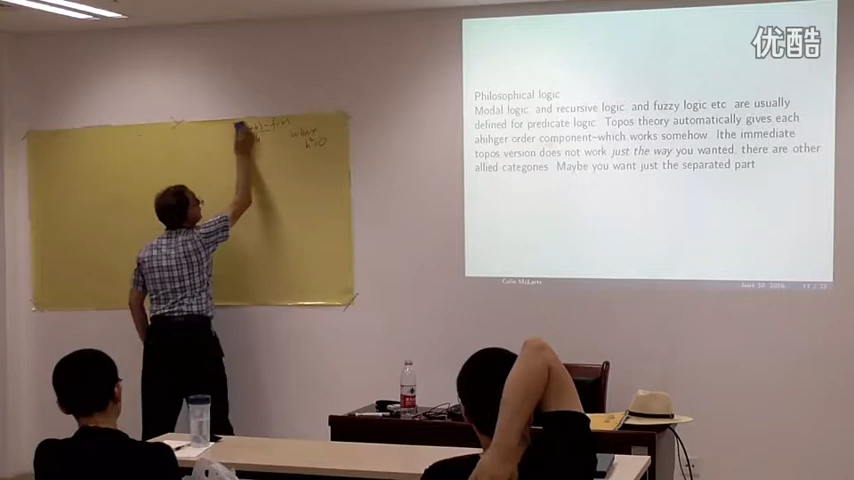 优酷
Philosophical logic
Modal logic, and recursive logic, and fuzzy logic etc. are usually
defined for predicate logic. Topos theory automatically gives each
ahihger order component–which works somehow. Ithe immediate
topos version does not work just the way you wanted, there are other
allied categories. Maybe you want just the separated part
where
h²=0
Colin McLarty
June 30, 2016